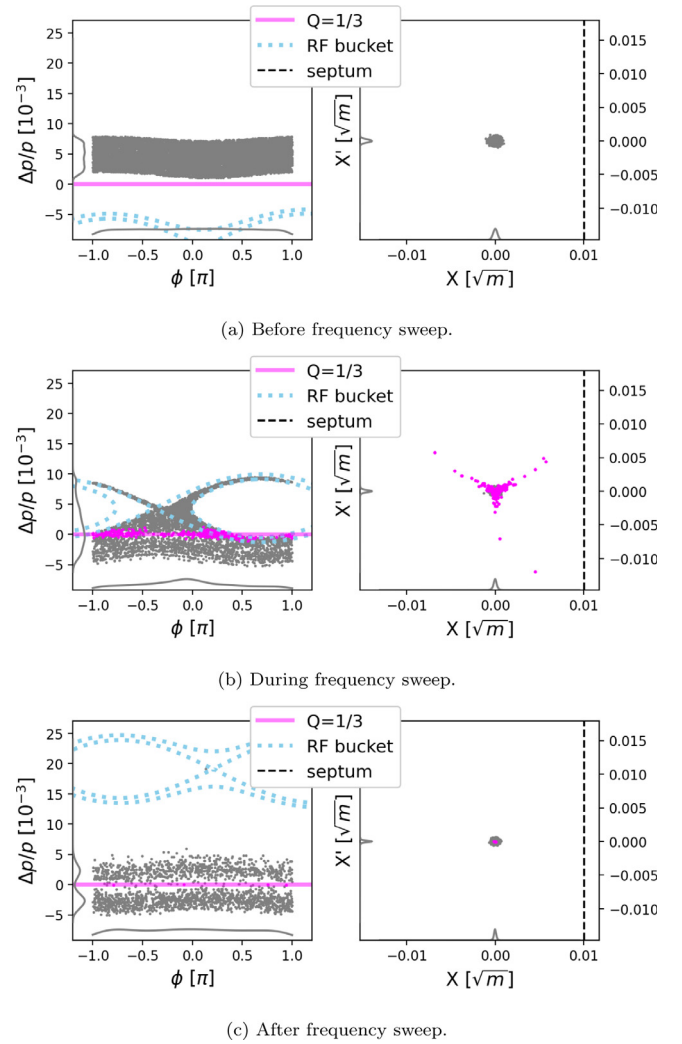 Q=1/3
RF bucket
septum
25
20
15
10
5
0
−5
Δp/p [10⁻³]
−1.0 −0.5 0.0 0.5 1.0
ϕ [π]
0.015
0.010
0.005
0.000
−0.005
−0.010
X' [√m]
−0.01 0.00 0.01
X [√m]
(a) Before frequency sweep.
Q=1/3
RF bucket
septum
25
20
15
10
5
0
−5
Δp/p [10⁻³]
−1.0 −0.5 0.0 0.5 1.0
ϕ [π]
0.015
0.010
0.005
0.000
−0.005
−0.010
X' [√m]
−0.01 0.00 0.01
X [√m]
(b) During frequency sweep.
Q=1/3
RF bucket
septum
25
20
15
10
5
0
−5
Δp/p [10⁻³]
−1.0 −0.5 0.0 0.5 1.0
ϕ [π]
0.015
0.010
0.005
0.000
−0.005
−0.010
X' [√m]
−0.01 0.00 0.01
X [√m]
(c) After frequency sweep.